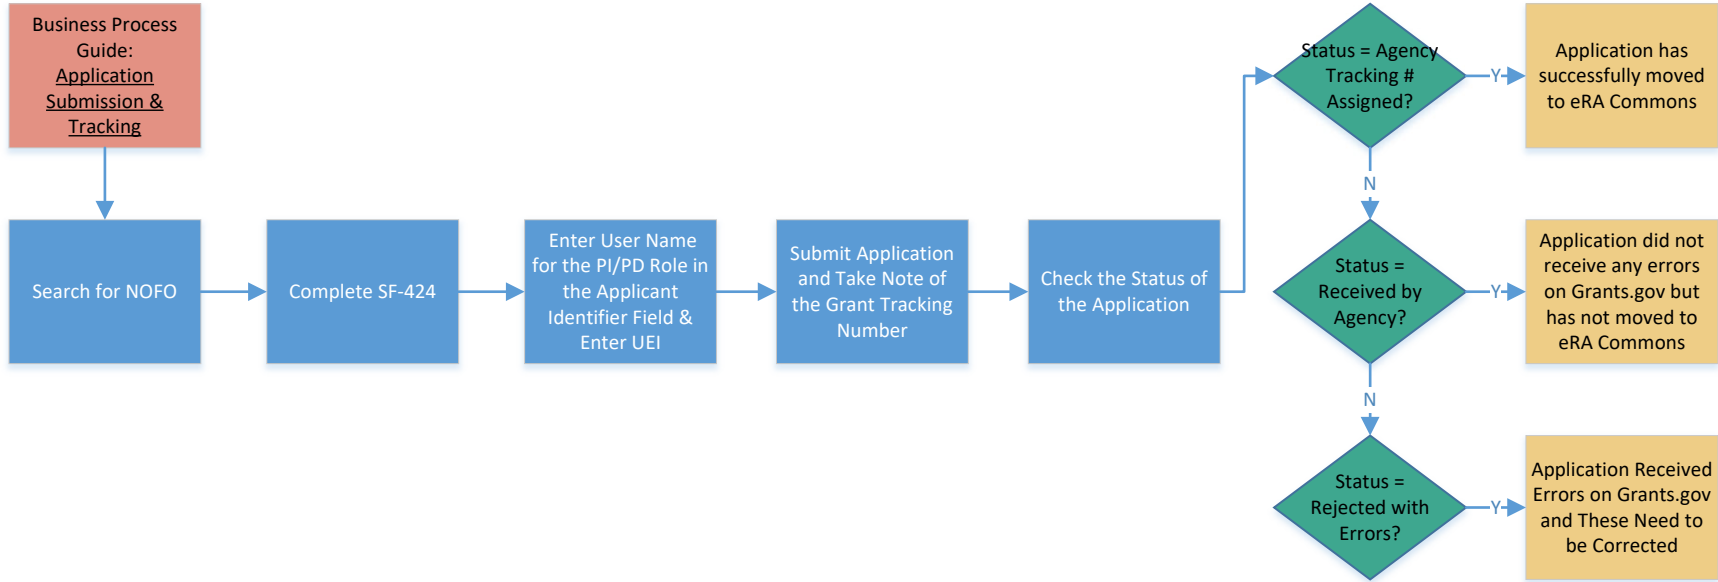 Business Process
Guide:
Application
Submission &
Tracking
Search for NOFO
Complete SF-424
Enter User Name
for the PI/PD Role in
the Applicant
Identifier Field &
Enter UEI
Submit Application
and Take Note of
the Grant Tracking
Number
Check the Status of
the Application
Status = Agency
Tracking #
Assigned?
Y
Application has
successfully moved
to eRA Commons
N
Status =
Received by
Agency?
Y
Application did not
receive any errors
on Grants.gov but
has not moved to
eRA Commons
N
Status =
Rejected with
Errors?
Y
Application Received
Errors on Grants.gov
and These Need to
be Corrected